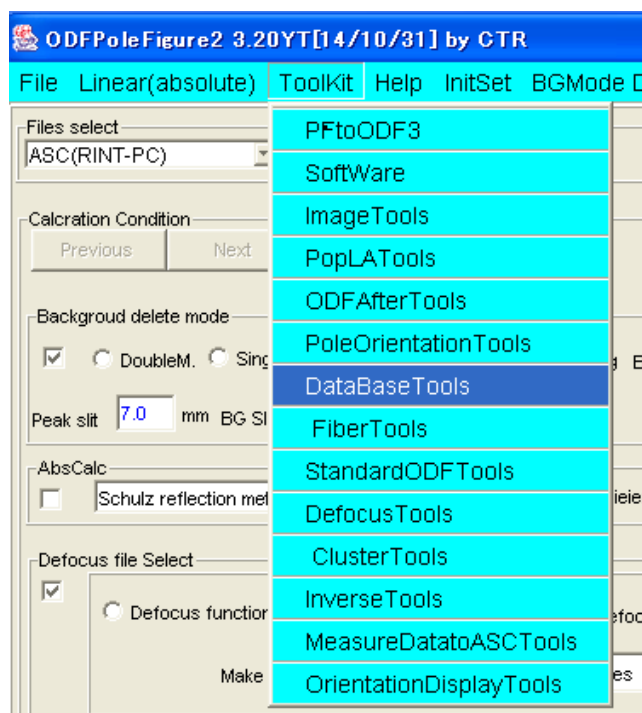 ODFPoleFigure2 3.20YT[14/10/31] by CTR
File Linear(absolute) ToolKit Help InitSet BGMode
Files select
ASC(RINT-PC)
Calcration Condition
Previous Next
Backgroud delete mode
DoubleM. Sing
Peak slit 7.0 mm BG Sl
AbsCalc
Schulz reflection met
Defocus file Select
Defocus function
Make
PFtoODF3
SoftWare
ImageTools
PopLATools
ODFAfterTools
PoleOrientationTools
DataBaseTools
FiberTools
StandardODFTools
DefocusTools
ClusterTools
InverseTools
MeasureDatatoASCTools
OrientationDisplayTools